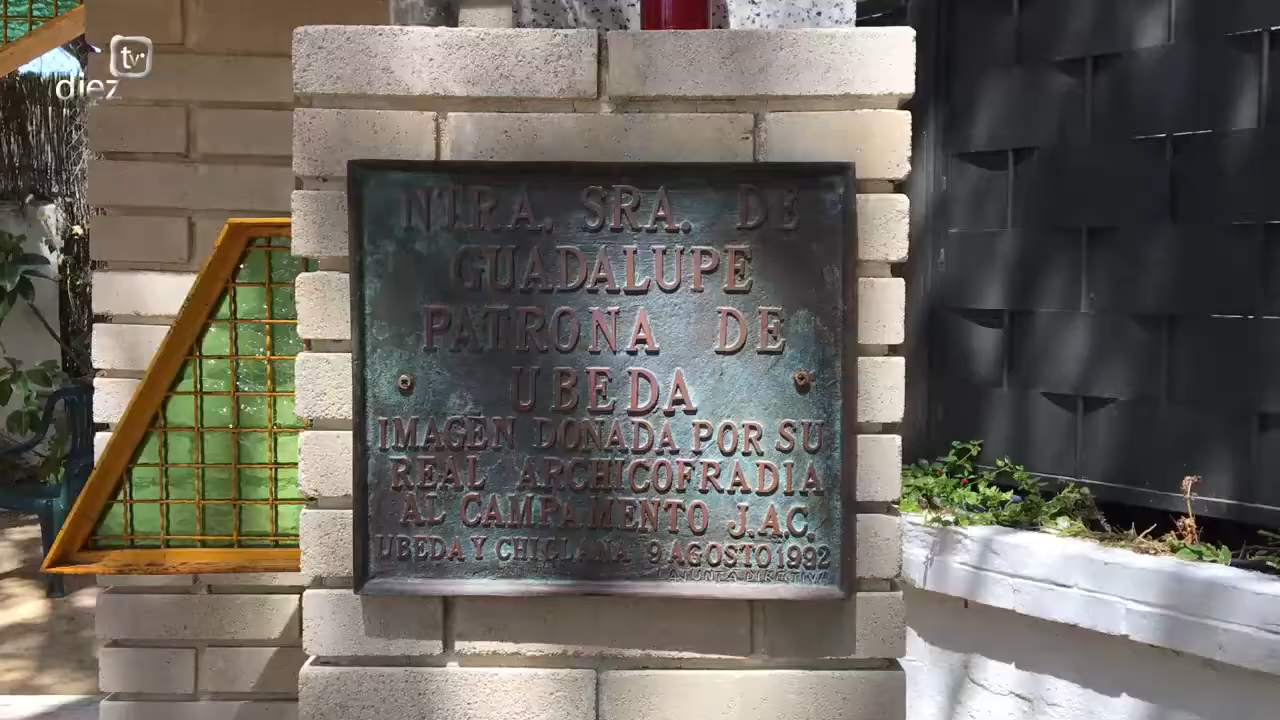 tv
diez
NTRA. SRA. DE
GUADALUPE
PATRONA DE
UBEDA
IMAGEN DONADA POR SU
REAL ARCHICOFRADIA
AL CAMPAMENTO J.A.C.
UBEDA Y CHICLANA 9 AGOSTO 1992
LA JUNTA DIRECTIVA